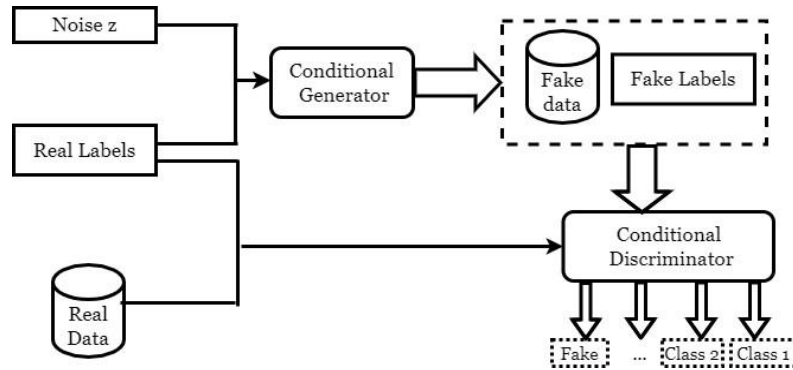 Noise z
Conditional
Generator
Fake
data
Fake Labels
Real Labels
Conditional
Discriminator
Real
Data
Fake
...
Class 2
Class 1